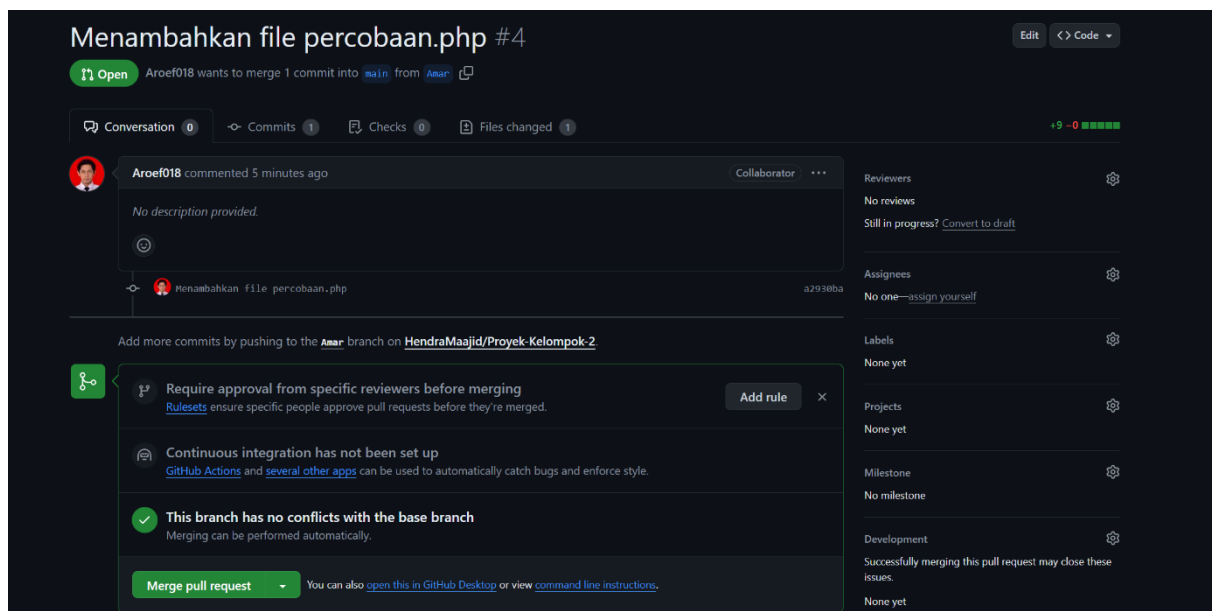 Menambahkan file percobaan.php #4
Edit
<> Code
Open
Aroef018 wants to merge 1 commit into main from Amar
Conversation 0
Commits 1
Checks 0
Files changed 1
+9 −0
Aroef018 commented 5 minutes ago
Collaborator
No description provided.
Menambahkan file percobaan.php
a2930ba
Add more commits by pushing to the Amar branch on HendraMaajid/Proyek-Kelompok-2.
Require approval from specific reviewers before merging
Rulesets ensure specific people approve pull requests before they're merged.
Add rule
Continuous integration has not been set up
GitHub Actions and several other apps can be used to automatically catch bugs and enforce style.
This branch has no conflicts with the base branch
Merging can be performed automatically.
Merge pull request
You can also open this in GitHub Desktop or view command line instructions.
Reviewers
No reviews
Still in progress? Convert to draft
Assignees
No one—assign yourself
Labels
None yet
Projects
None yet
Milestone
No milestone
Development
Successfully merging this pull request may close these
issues.
None yet